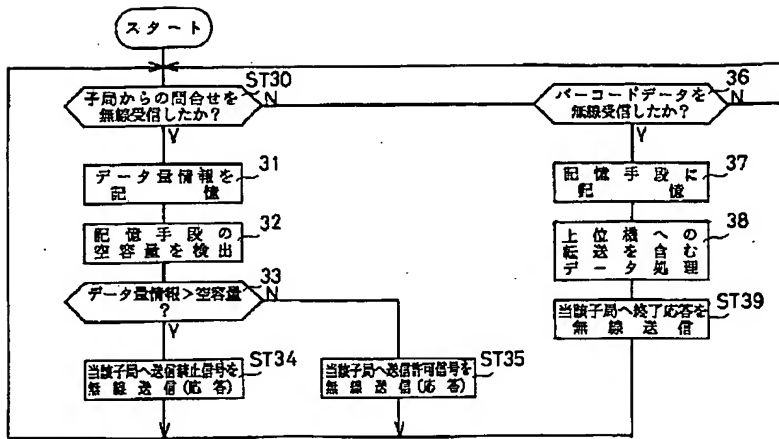 スタート
ST30
子局からの問合せを
無線受信したか?
N
Y
31
データ量情報を
記憶
32
記憶手段の
空容量を検出
33
データ量情報>空容量
?
N
Y
ST34
当該子局へ送信禁止信号を
無線送信(応答)
ST35
当該子局へ送信許可信号を
無線送信(応答)
36
バーコードデータを
無線受信したか?
N
Y
37
記憶手段に
記憶
38
上位機への
転送を含む
データ処理
ST39
当該子局へ終了応答を
無線送信